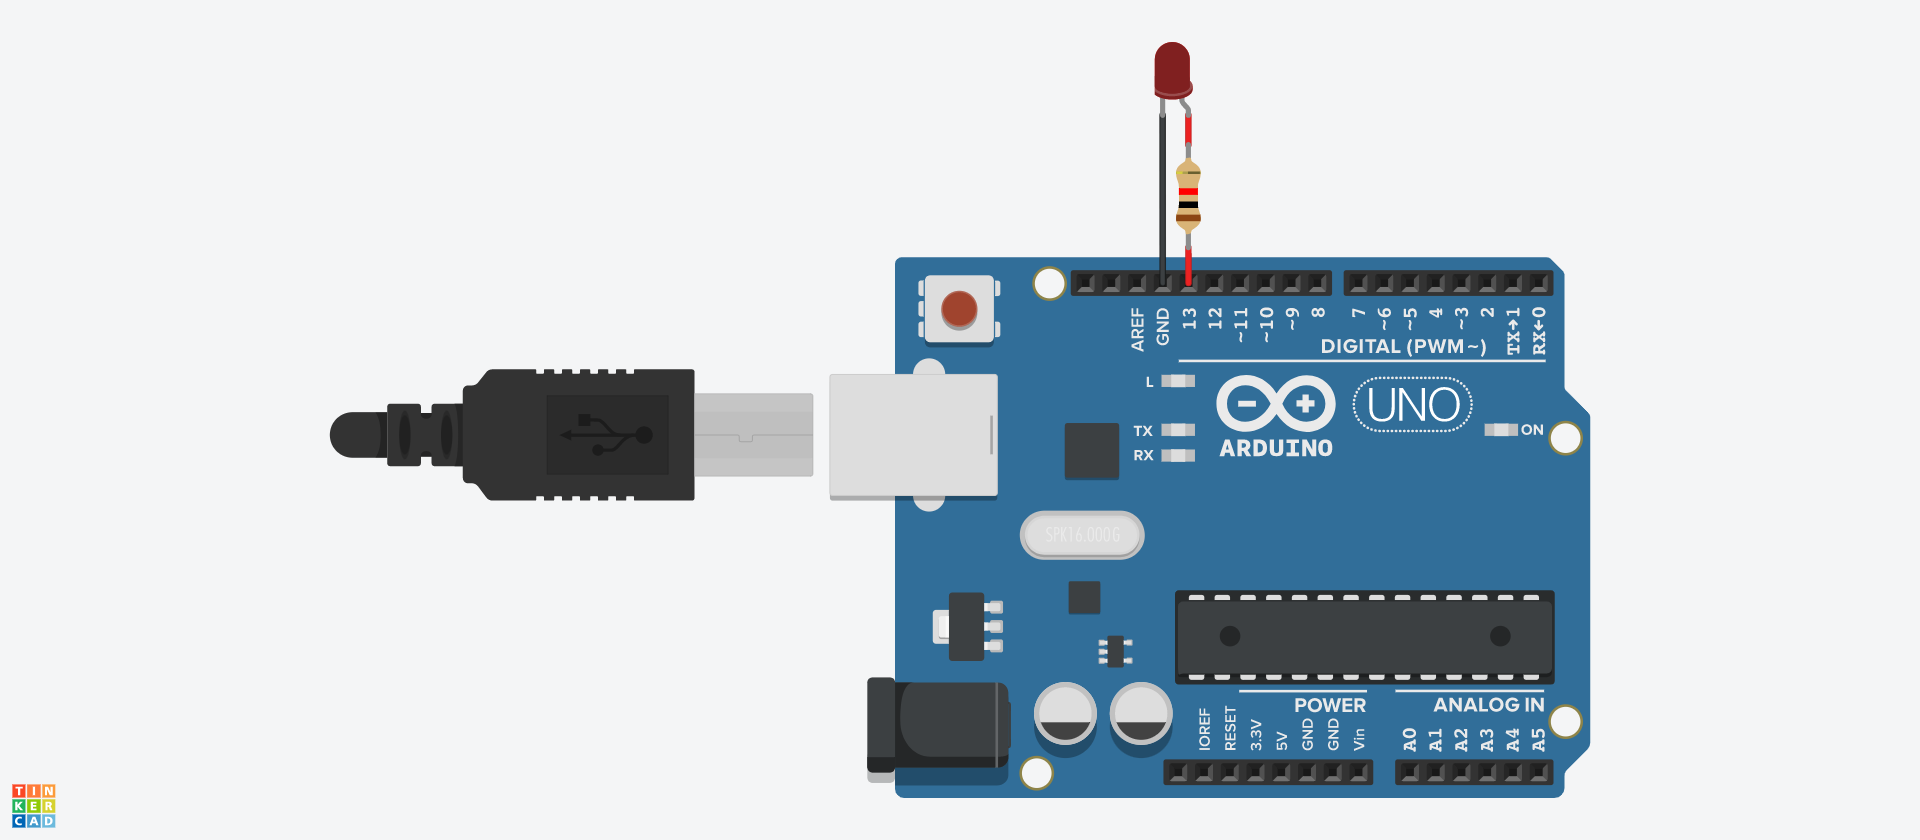 AREF
GND
13
12
~11
~10
~9
8
7
~6
~5
4
~3
2
TX→1
RX←0
DIGITAL (PWM~)
L
TX
RX
ARDUINO
UNO
ON
SPK16.000G
POWER
ANALOG IN
IOREF
RESET
3.3V
5V
GND
GND
Vin
A0
A1
A2
A3
A4
A5
TIN
KER
CAD